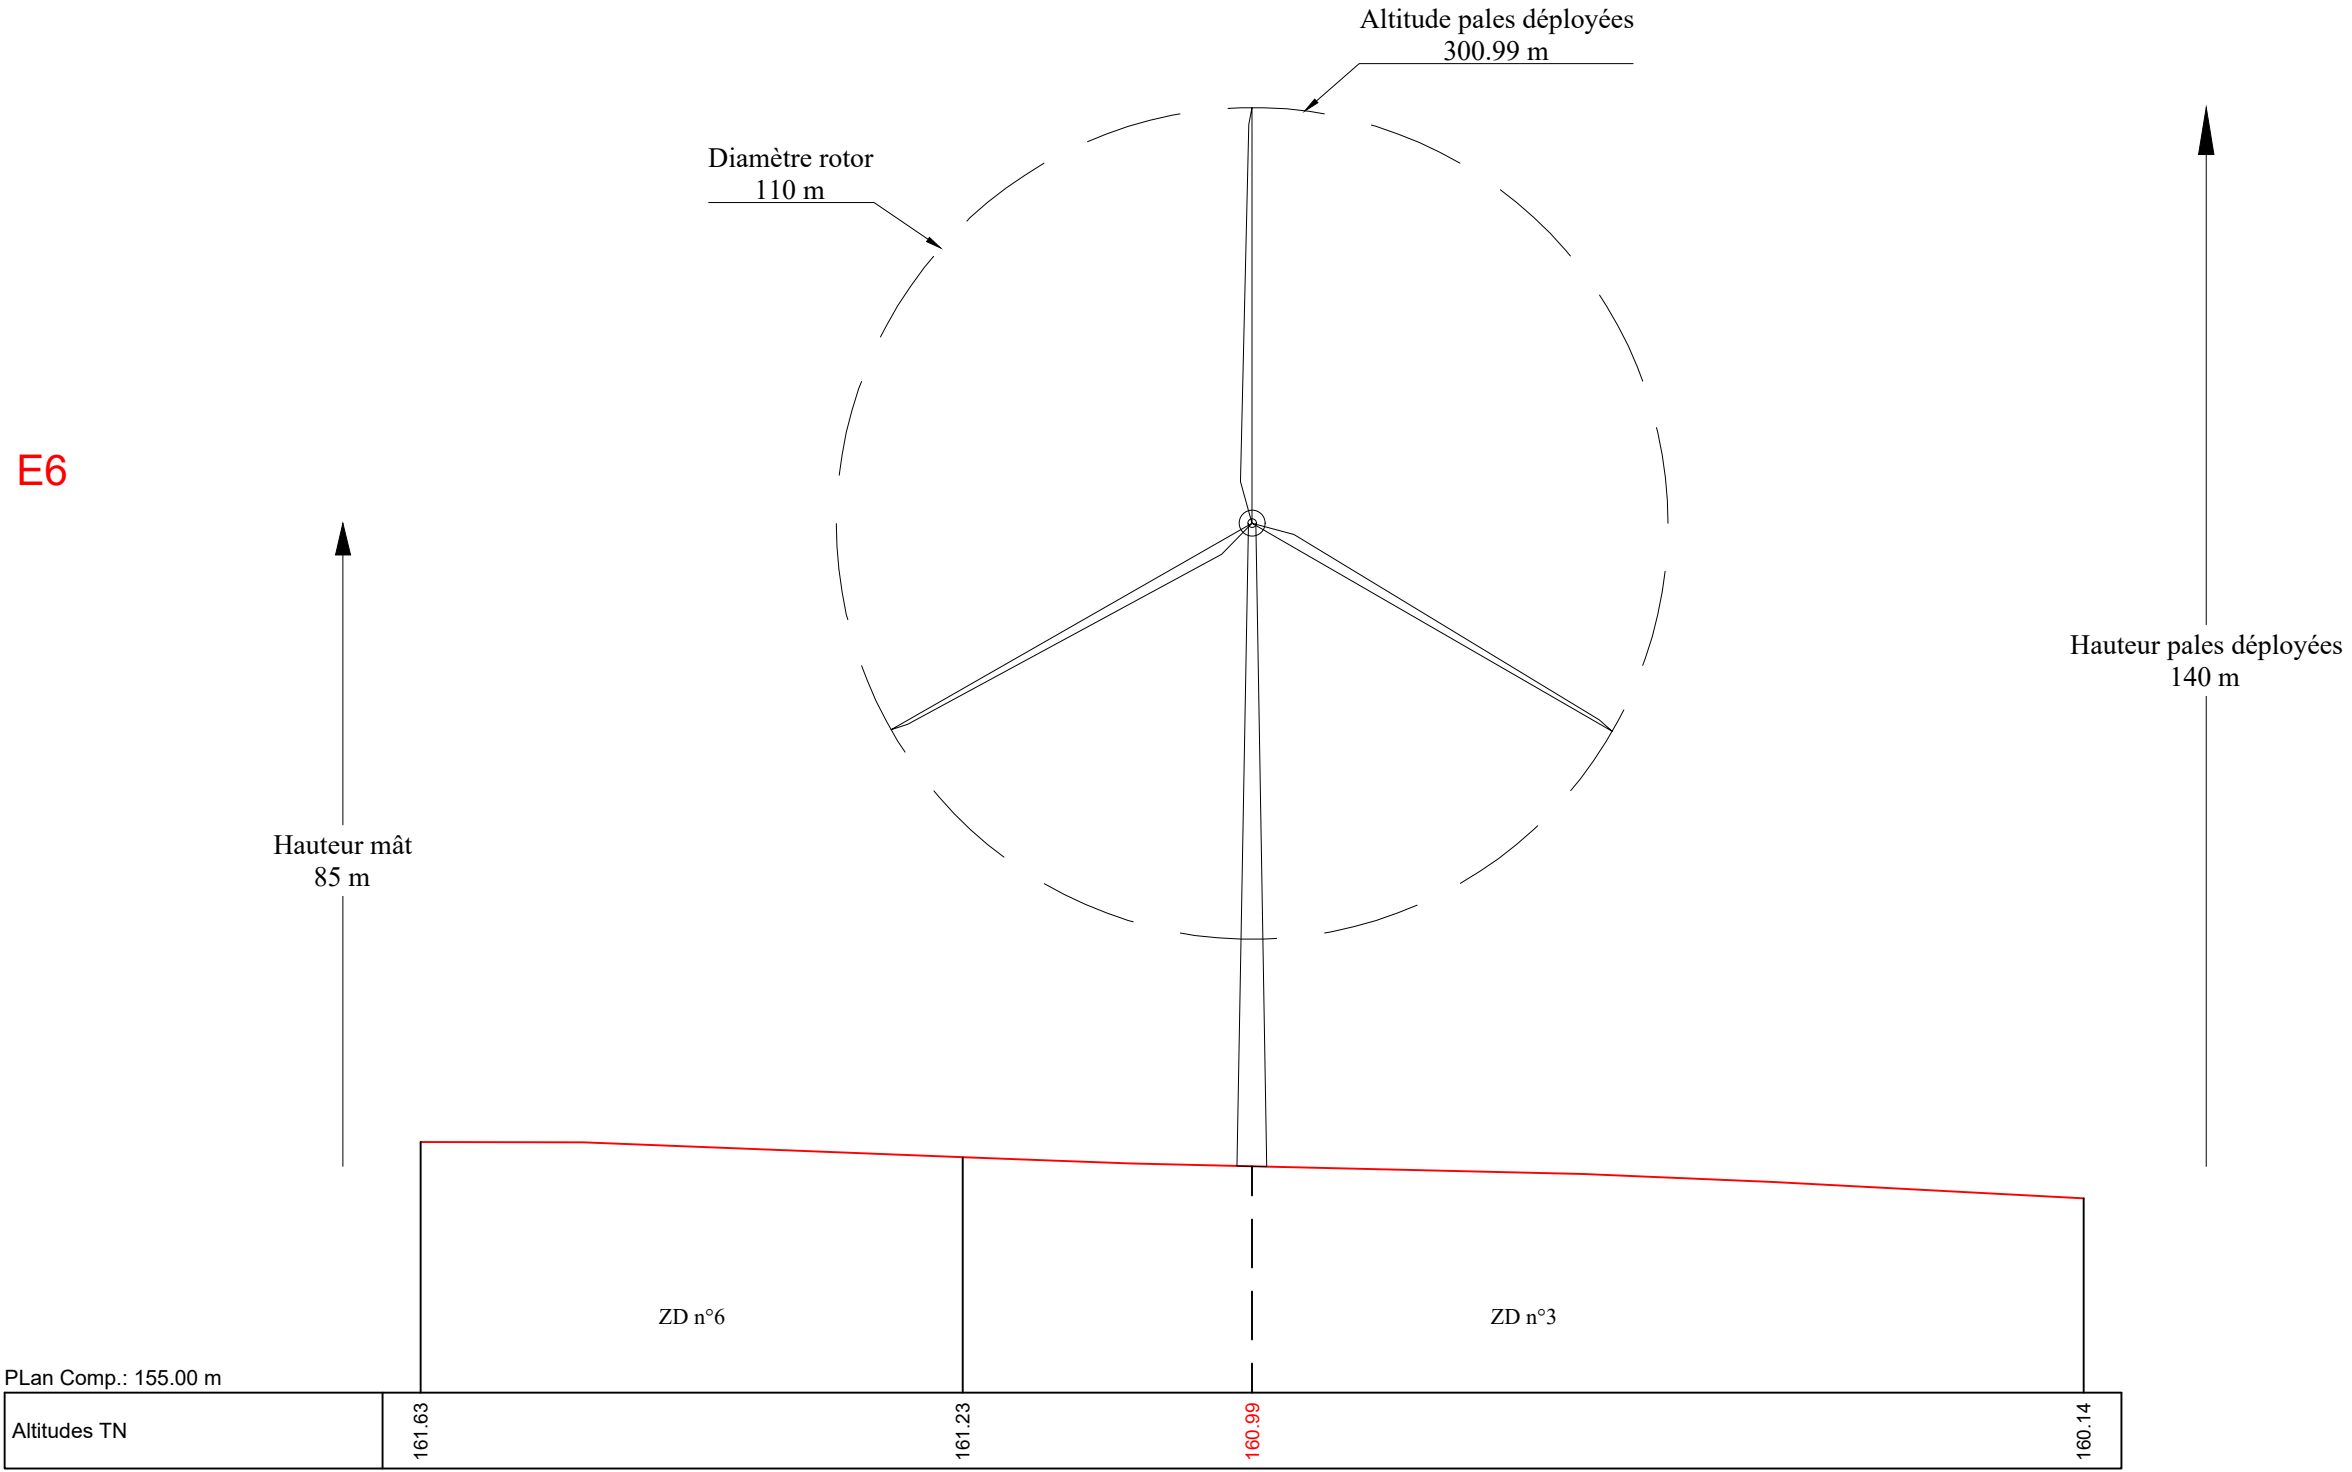 Altitude pales déployées
300.99 m
Diamètre rotor
110 m
E6
Hauteur pales déployées
140 m
Hauteur mât
85 m
ZD n°6
ZD n°3
PLan Comp.: 155.00 m
Altitudes TN
161.63
161.23
160.99
160.14